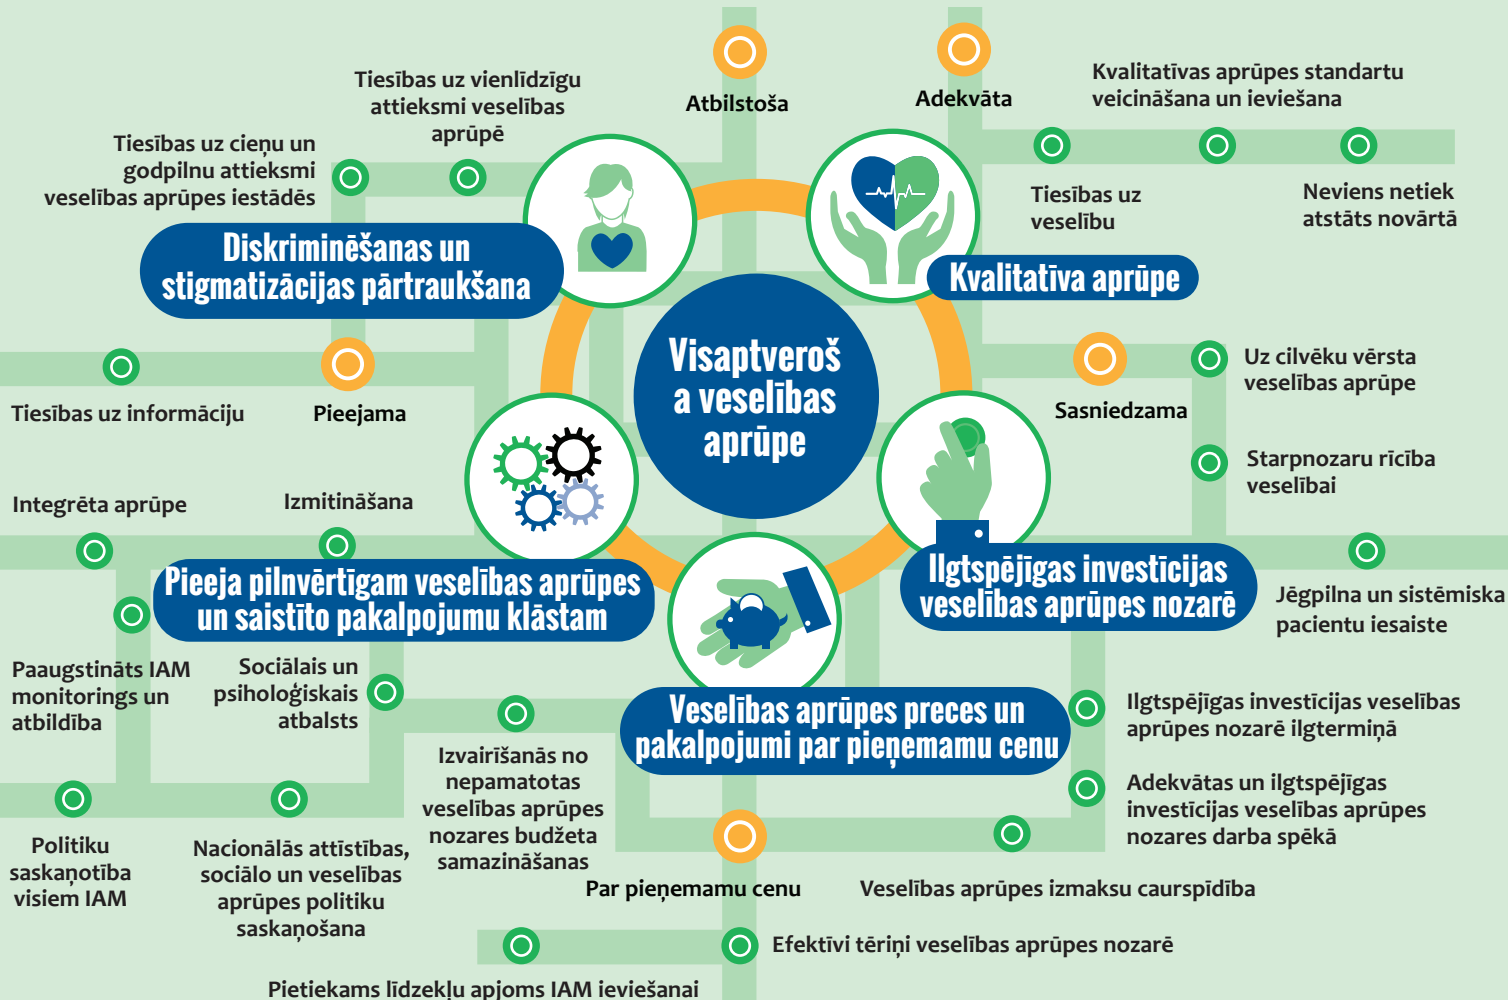 Tiesības uz vienlīdzīgu
attieksmi veselības
aprūpē
Atbilstoša
Adekvāta
Kvalitatīvas aprūpes standartu
veicināšana un ieviešana
Tiesības uz cieņu un
godpilnu attieksmi
veselības aprūpes iestādēs
Tiesības uz
veselību
Neviens netiek
atstāts novārtā
Diskriminēšanas un
stigmatizācijas pārtraukšana
Kvalitatīva aprūpe
Visaptveroš
a veselības
aprūpe
Tiesības uz informāciju
Pieejama
Sasniedzama
Uz cilvēku vērsta
veselības aprūpe
Starpnozaru rīcība
veselībai
Integrēta aprūpe
Izmitināšana
Pieeja pilnvērtīgam veselības aprūpes
un saistīto pakalpojumu klāstam
Ilgtspējīgas investīcijas
veselības aprūpes nozarē
Jēgpilna un sistēmiska
pacientu iesaiste
Paaugstināts IAM
monitorings un
atbildība
Sociālais un
psiholoģiskais
atbalsts
Veselības aprūpes preces un
pakalpojumi par pieņemamu cenu
Ilgtspējīgas investīcijas veselības
aprūpes nozarē ilgtermiņā
Izvairīšanās no
nepamatotas
veselības aprūpes
nozares budžeta
samazināšanas
Adekvātas un ilgtspējīgas
investīcijas veselības aprūpes
nozares darba spēkā
Politiku
saskaņotība
visiem IAM
Nacionālās attīstības,
sociālo un veselības
aprūpes politiku
saskaņošana
Par pieņemamu cenu
Veselības aprūpes izmaksu caurspīdība
Efektīvi tēriņi veselības aprūpes nozarē
Pietiekams līdzekļu apjoms IAM ieviešanai